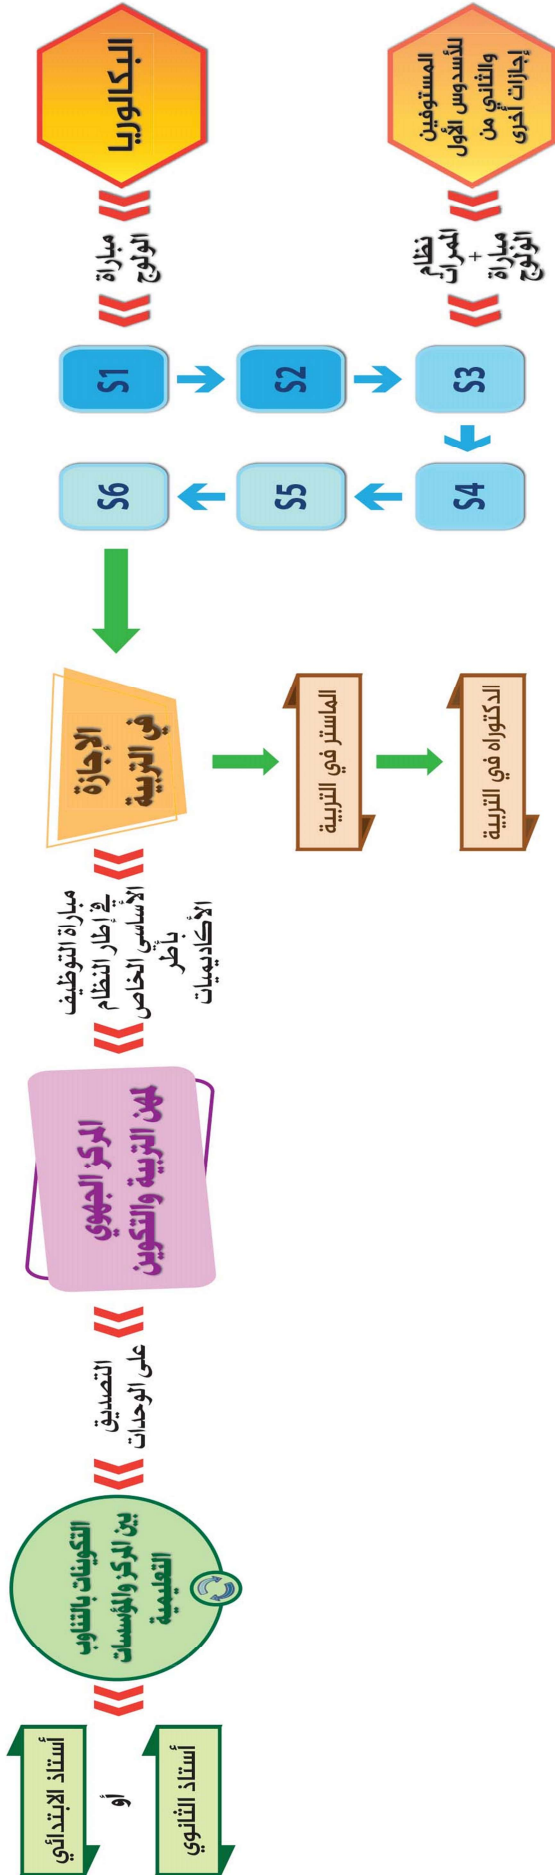 البكالوريا
مباراة
الولوج
المستوفين
للأسدوس الأول
والثاني من
إجازات أخرى
نظام
الممرات
+
مباراة
الولوج
S1
S2
S3
S4
S5
S6
الإجازة
في التربية
الماستر في التربية
الدكتوراه في التربية
مباراة التوظيف
في إطار النظام
الأساسي الخاص
بأطر
الأكاديميات
المركز الجهوي
لمهن التربية والتكوين
التصديق
على الوحدات
التكوينات بالتناوب
بين المركز والمؤسسات
التعليمية
أستاذ الابتدائي
أو
أستاذ الثانوي